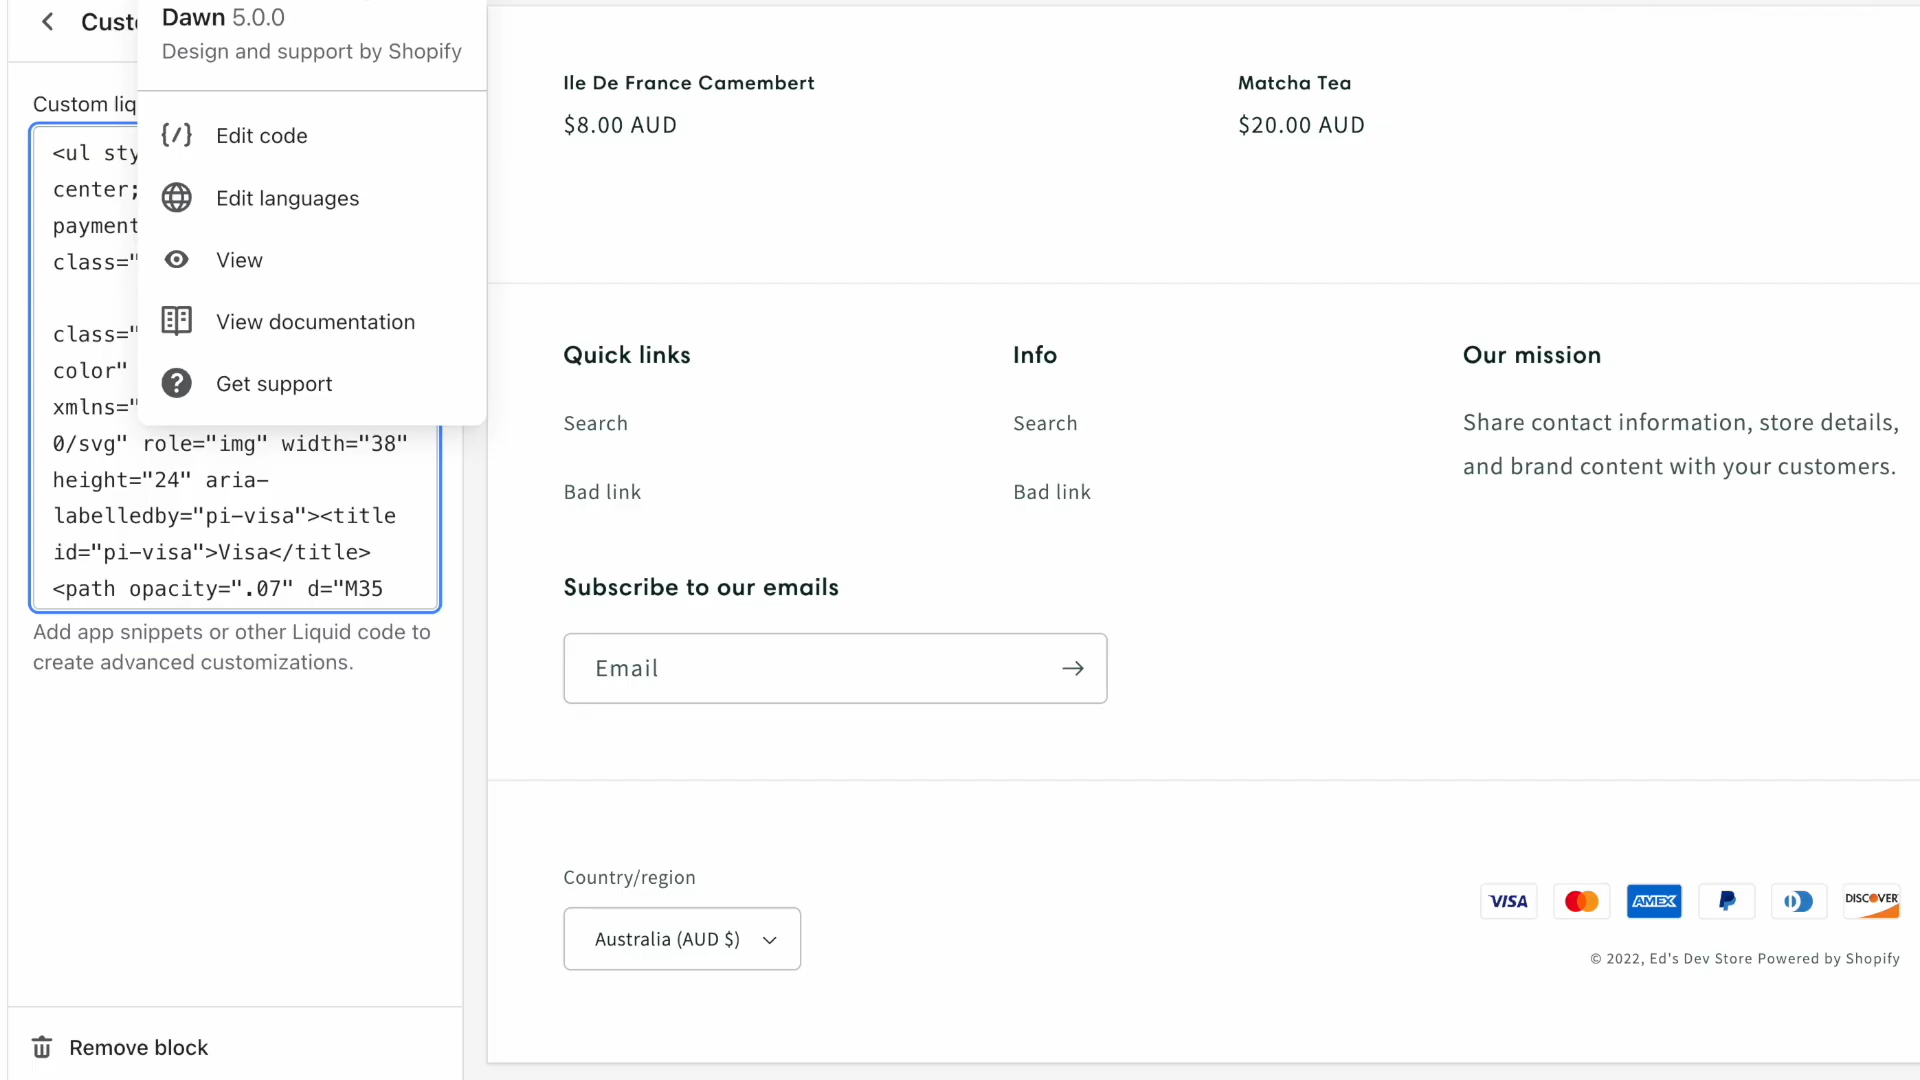 Custo
Dawn 5.0.0
Design and support by Shopify
Edit code
Edit languages
View
View documentation
Get support
Custom liq
<ul sty
center;
payment
class="
class="
color"
xmlns="
0/svg" role="img" width="38"
height="24" aria-
labelledby="pi-visa"><title
id="pi-visa">Visa</title>
<path opacity=".07" d="M35
Add app snippets or other Liquid code to
create advanced customizations.
Remove block
Ile De France Camembert
$8.00 AUD
Matcha Tea
$20.00 AUD
Quick links
Search
Bad link
Info
Search
Bad link
Our mission
Share contact information, store details,
and brand content with your customers.
Subscribe to our emails
Email
Country/region
Australia (AUD $)
VISA
AMEX
DISCOVER
© 2022, Ed's Dev Store Powered by Shopify